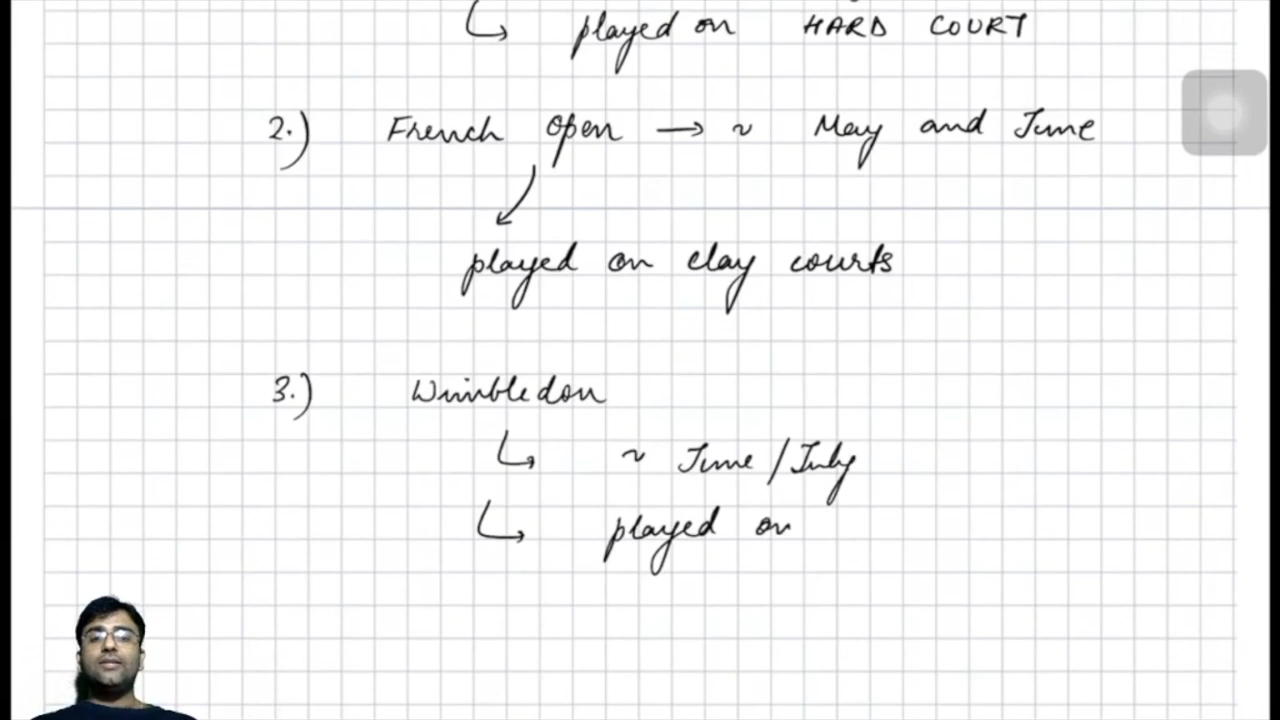 played on HARD COURT
2.) French open → ~ May and June
played on clay courts
3.) Wimbledon
~ June / July
played on